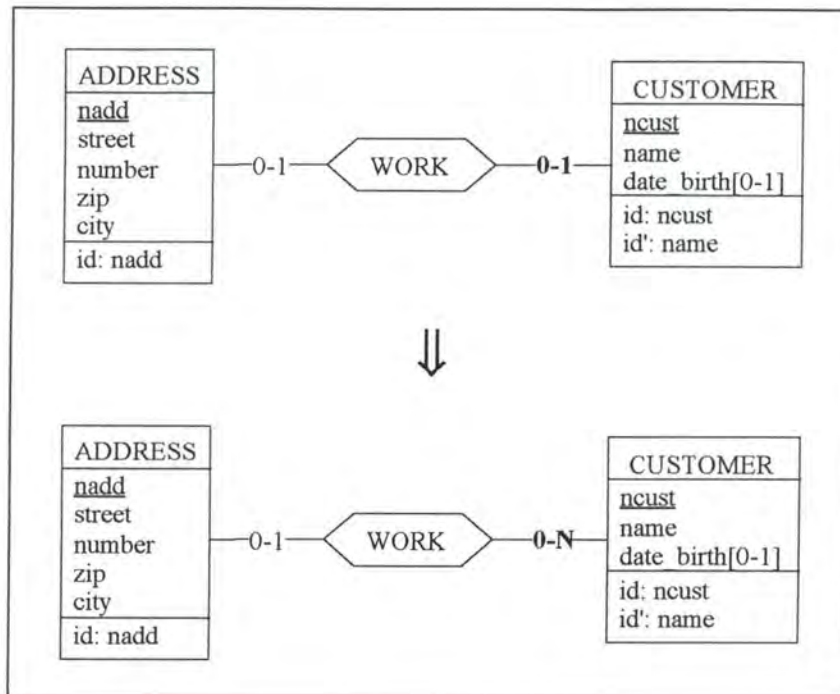 ADDRESS
nadd
street
number
zip
city
id: nadd
0-1
WORK
0-1
CUSTOMER
ncust
name
date_birth[0-1]
id: ncust
id': name
⇓
ADDRESS
nadd
street
number
zip
city
id: nadd
0-1
WORK
0-N
CUSTOMER
ncust
name
date_birth[0-1]
id: ncust
id': name